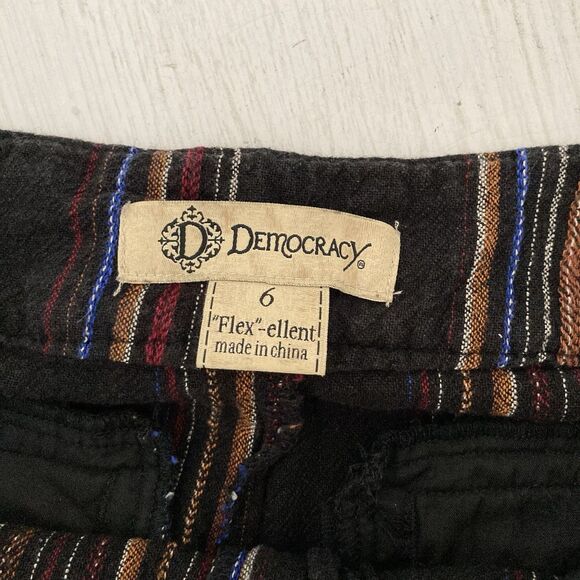 D DEMOCRACY®
6
"Flex"-ellent
made in china